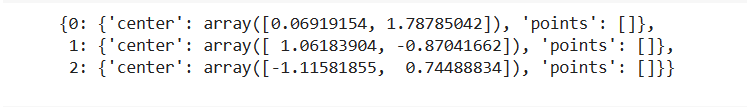 {0: {'center': array([0.06919154, 1.78785042]), 'points': []},
1: {'center': array([ 1.06183904, -0.87041662]), 'points': []},
2: {'center': array([-1.11581855,  0.74488834]), 'points': []}}